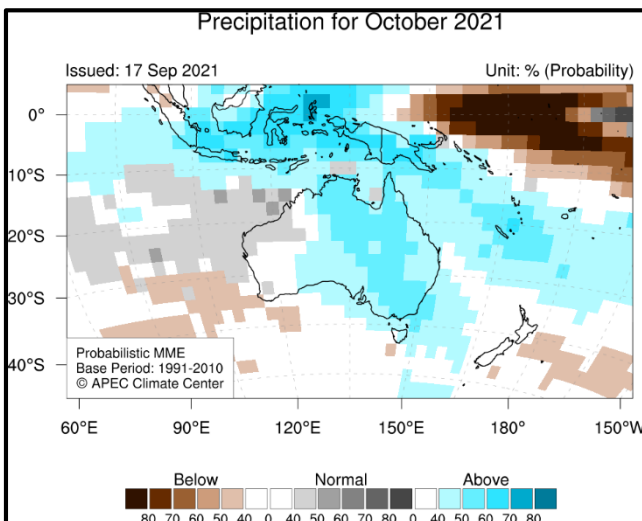 Precipitation for October 2021
Issued: 17 Sep 2021 Unit: % (Probability)
0°
10°S
20°S
30°S
40°S
Probabilistic MME
Base Period: 1991-2010
© APEC Climate Center
60°E 90°E 120°E 150°E 180° 150°W
Below Normal Above
80 70 60 50 40 0 40 50 60 70 80 0 40 50 60 70 80